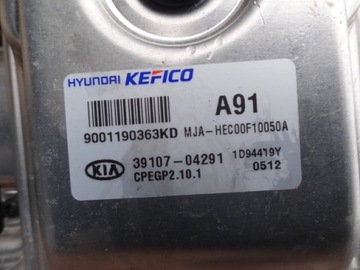 HYUNDAI KEFICO
A91
9001190363KD MJA-HEC00F10050A
KIA 39107-04291 1D94419Y
CPEGP2.10.1 0512